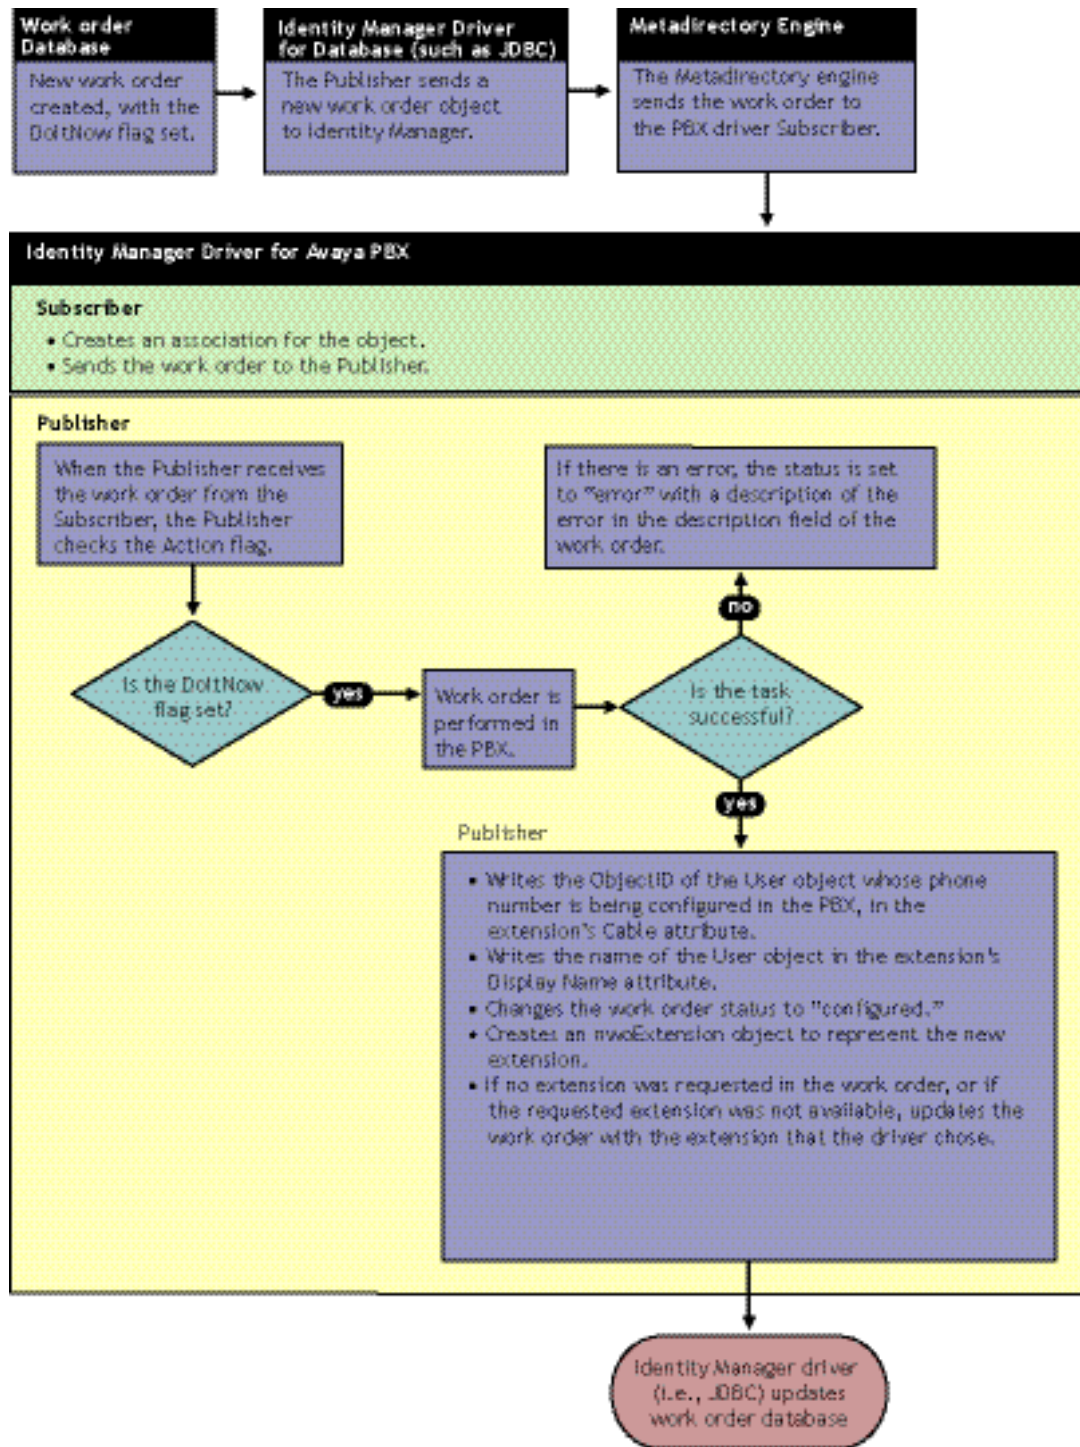 Work order
Database
New work order
created, with the
DoitNow flag set.
Identity Manager Driver
for Database (such as JDBC)
The Publisher sends a
new work order object
to Identity Manager.
Metadirectory Engine
The Metadirectory engine
sends the work order to
the PBX driver Subscriber.
Identity Manager Driver for Avaya PBX
Subscriber
• Creates an association for the object.
• Sends the work order to the Publisher.
Publisher
When the Publisher receives
the work order from the
Subscriber, the Publisher
checks the Action flag.
If there is an error, the status is set
to "error" with a description of the
error in the description field of the
work order.
Is the DoitNow
flag set?
yes
Work order is
performed in
the PBX.
Is the task
successful?
no
yes
Publisher
• Writes the ObjectID of the User object whose phone
number is being configured in the PBX, in the
extension's Cable attribute.
• Writes the name of the User object in the extension's
Display Name attribute.
• Changes the work order status to "configured."
• Creates an nwoExtension object to represent the new
extension.
• If no extension was requested in the work order, or if
the requested extension was not available, updates the
work order with the extension that the driver chose.
Identity Manager driver
(i.e., JDBC) updates
work order database